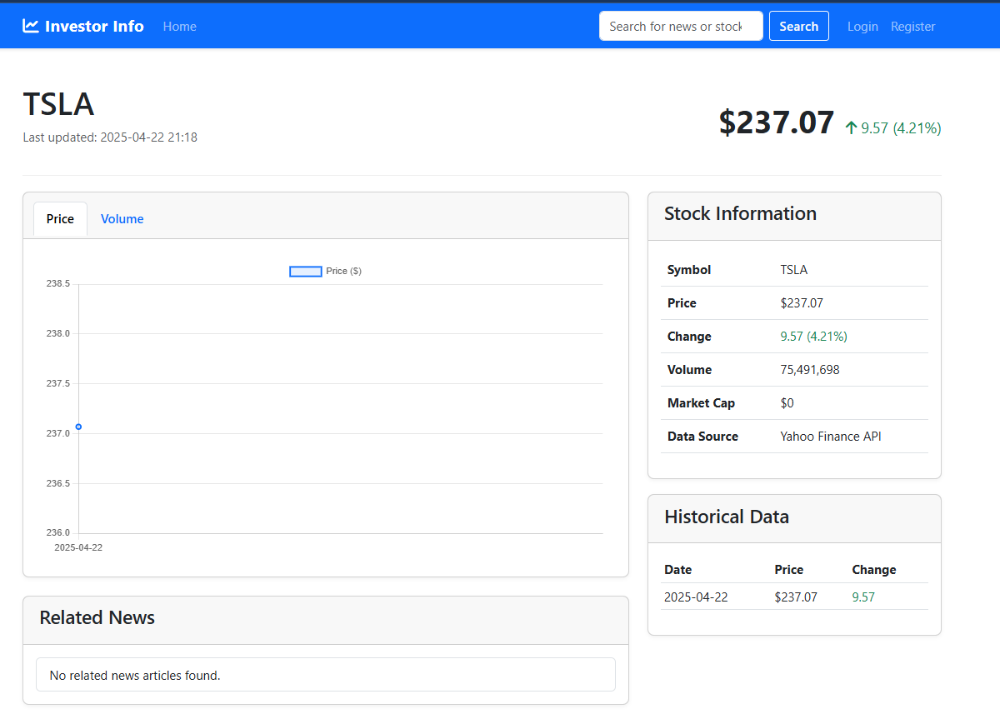 Investor Info Home Search for news or stock Search Login Register
TSLA
Last updated: 2025-04-22 21:18
$237.07 9.57 (4.21%)
Price Volume
Price ($)
238.5
238.0
237.5
237.0
236.5
236.0
2025-04-22
Related News
No related news articles found.
Stock Information
Symbol TSLA
Price $237.07
Change 9.57 (4.21%)
Volume 75,491,698
Market Cap $0
Data Source Yahoo Finance API
Historical Data
Date Price Change
2025-04-22 $237.07 9.57